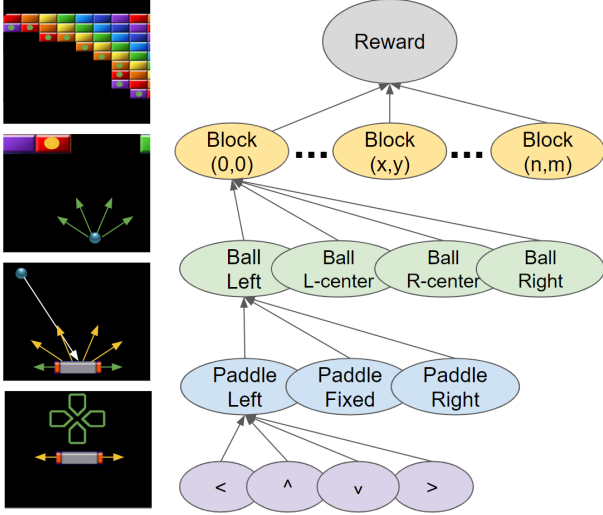 Reward
Block
(0,0)
...
Block
(x,y)
...
Block
(n,m)
Ball
Left
Ball
L-center
Ball
R-center
Ball
Right
Paddle
Left
Paddle
Fixed
Paddle
Right
<
^
v
>